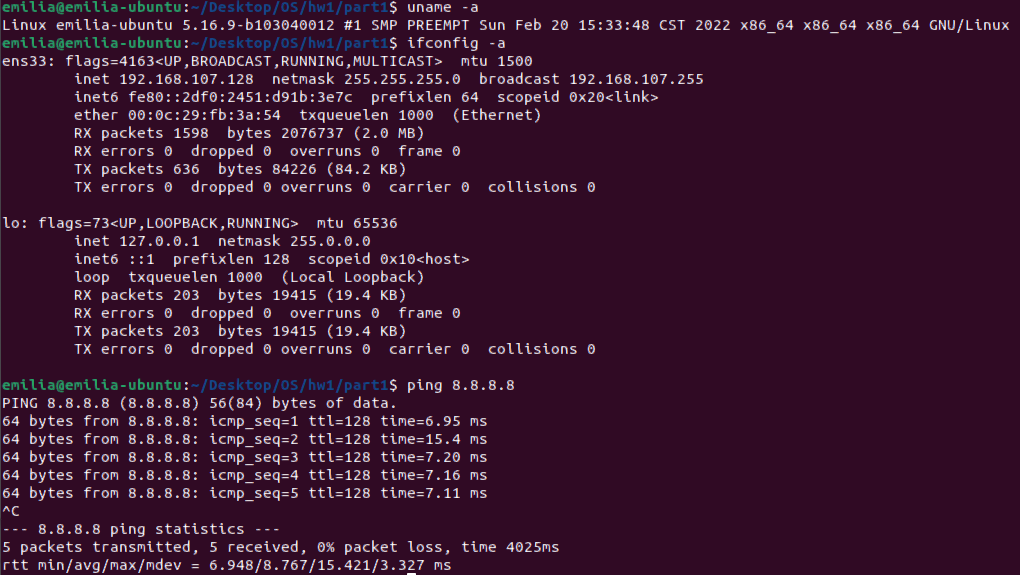 emilia@emilia-ubuntu:~/Desktop/OS/hw1/part1$ uname -a
Linux emilia-ubuntu 5.16.9-b103040012 #1 SMP PREEMPT Sun Feb 20 15:33:48 CST 2022 x86_64 x86_64 x86_64 GNU/Linux
emilia@emilia-ubuntu:~/Desktop/OS/hw1/part1$ ifconfig -a
ens33: flags=4163<UP,BROADCAST,RUNNING,MULTICAST>  mtu 1500
        inet 192.168.107.128  netmask 255.255.255.0  broadcast 192.168.107.255
        inet6 fe80::2df0:2451:d91b:3e7c  prefixlen 64  scopeid 0x20<link>
        ether 00:0c:29:fb:3a:54  txqueuelen 1000  (Ethernet)
        RX packets 1598  bytes 2076737 (2.0 MB)
        RX errors 0  dropped 0  overruns 0  frame 0
        TX packets 636  bytes 84226 (84.2 KB)
        TX errors 0  dropped 0 overruns 0  carrier 0  collisions 0

lo: flags=73<UP,LOOPBACK,RUNNING>  mtu 65536
        inet 127.0.0.1  netmask 255.0.0.0
        inet6 ::1  prefixlen 128  scopeid 0x10<host>
        loop  txqueuelen 1000  (Local Loopback)
        RX packets 203  bytes 19415 (19.4 KB)
        RX errors 0  dropped 0  overruns 0  frame 0
        TX packets 203  bytes 19415 (19.4 KB)
        TX errors 0  dropped 0 overruns 0  carrier 0  collisions 0

emilia@emilia-ubuntu:~/Desktop/OS/hw1/part1$ ping 8.8.8.8
PING 8.8.8.8 (8.8.8.8) 56(84) bytes of data.
64 bytes from 8.8.8.8: icmp_seq=1 ttl=128 time=6.95 ms
64 bytes from 8.8.8.8: icmp_seq=2 ttl=128 time=15.4 ms
64 bytes from 8.8.8.8: icmp_seq=3 ttl=128 time=7.20 ms
64 bytes from 8.8.8.8: icmp_seq=4 ttl=128 time=7.16 ms
64 bytes from 8.8.8.8: icmp_seq=5 ttl=128 time=7.11 ms
^C
--- 8.8.8.8 ping statistics ---
5 packets transmitted, 5 received, 0% packet loss, time 4025ms
rtt min/avg/max/mdev = 6.948/8.767/15.421/3.327 ms